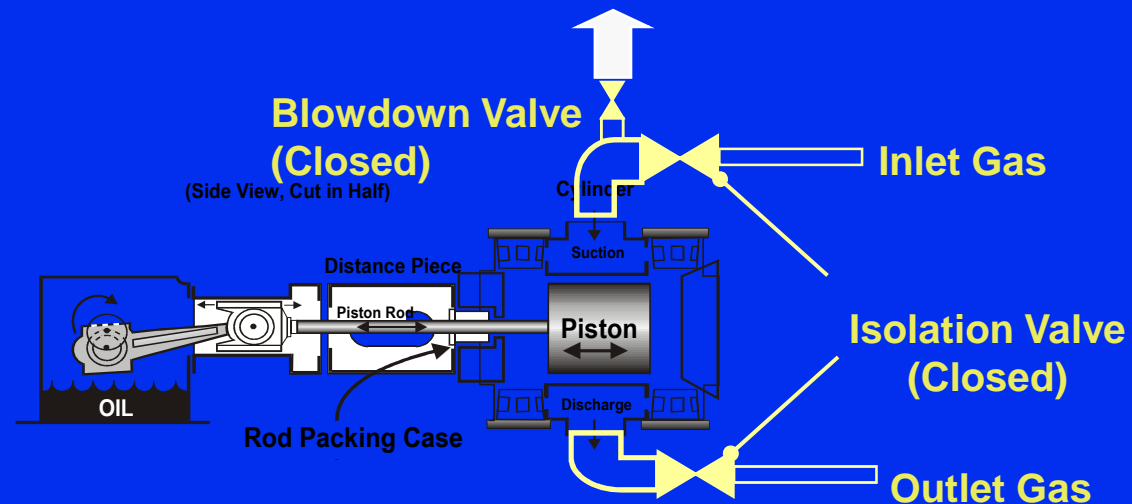 Blowdown Valve
(Closed)
(Side View, Cut in Half)
Cylinder
Inlet Gas
Suction
Distance Piece
Piston Rod
Piston
Isolation Valve
(Closed)
OIL
Discharge
Rod Packing Case
Outlet Gas